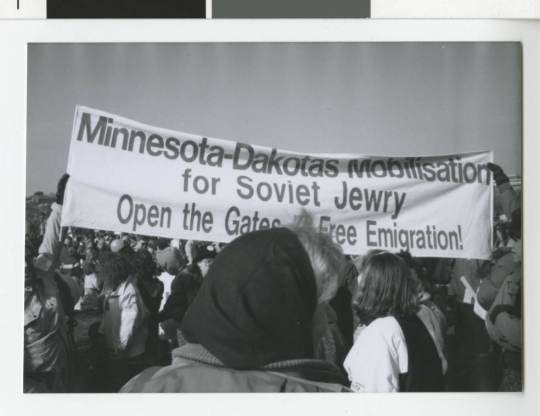 Minnesota-Dakotas Mobilisation
for Soviet Jewry
Open the Gates Free Emigration!